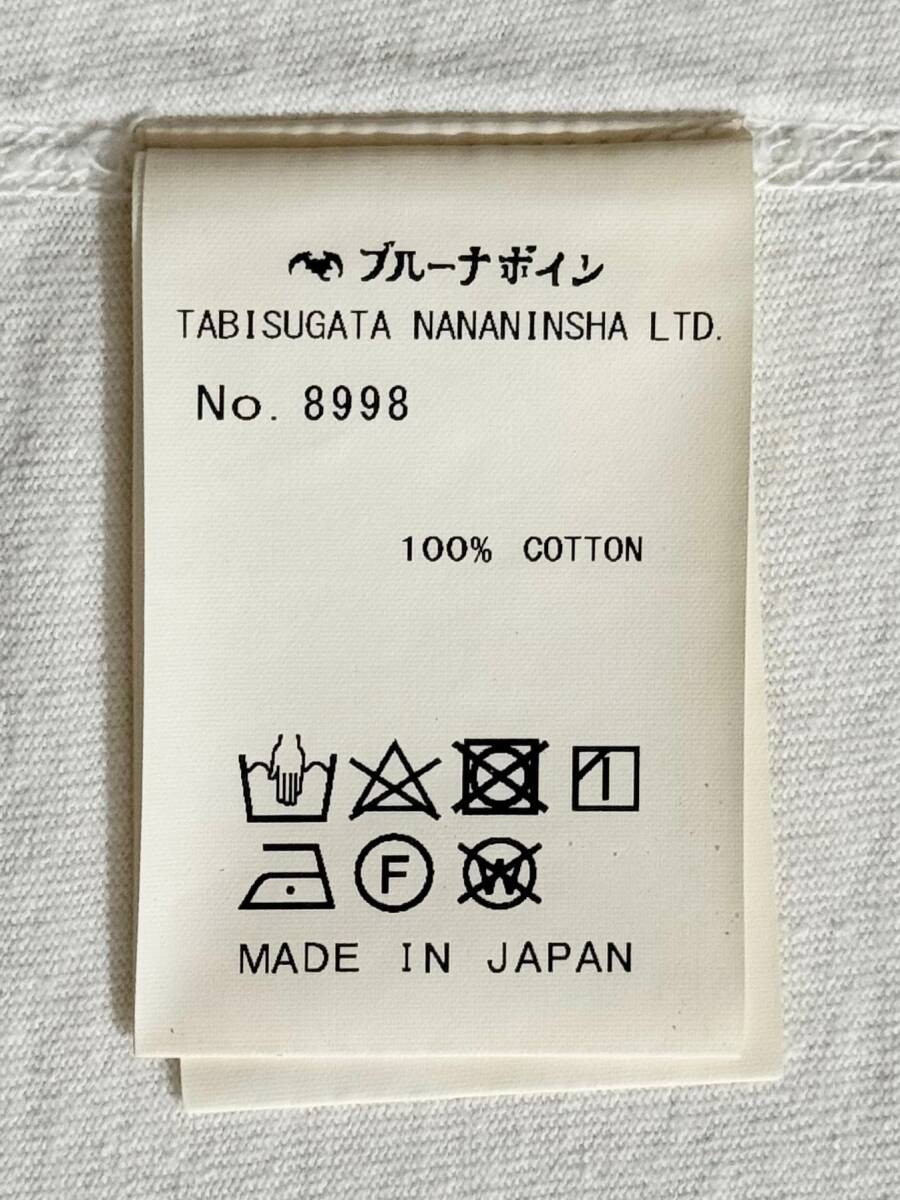 ブルーナボイン
TABISUGATA NANANINSHA LTD.
No. 8998
100% COTTON
F W
MADE IN JAPAN